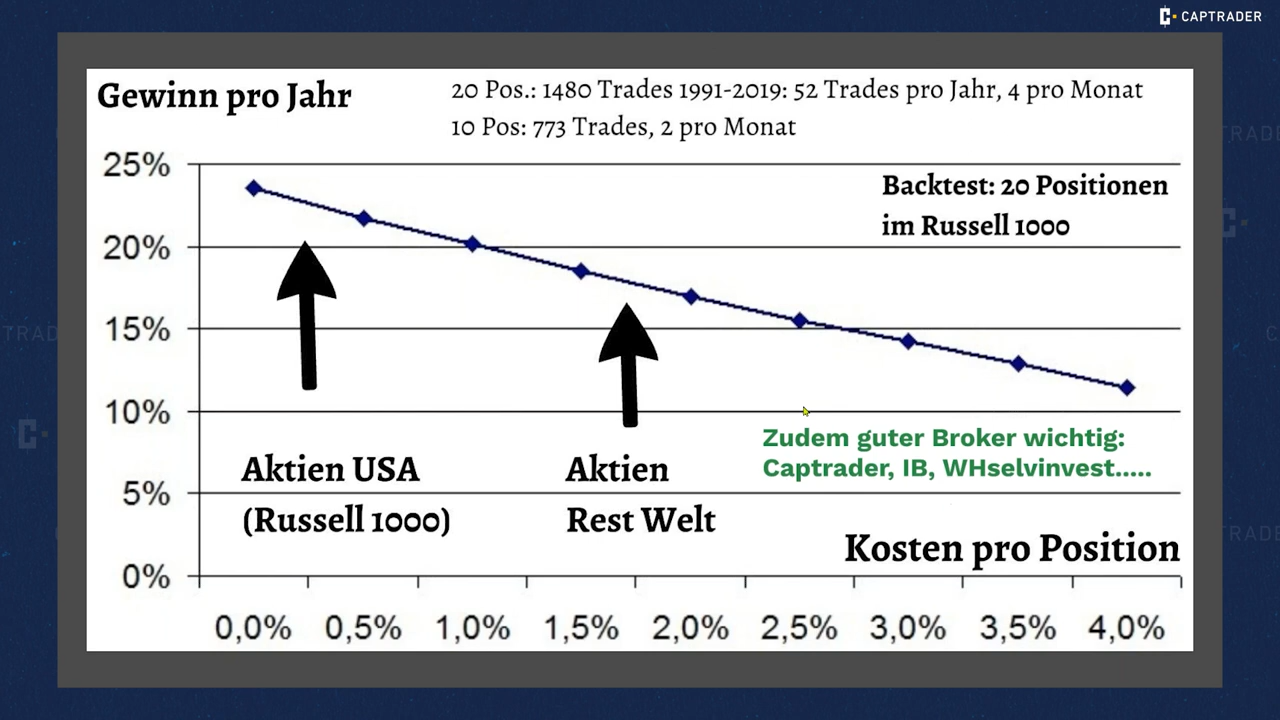 CAPTRADER
Gewinn pro Jahr
20 Pos.: 1480 Trades 1991-2019: 52 Trades pro Jahr, 4 pro Monat
10 Pos: 773 Trades, 2 pro Monat
25%
Backtest: 20 Positionen
im Russell 1000
20%
15%
10%
Zudem guter Broker wichtig:
Captrader, IB, WHselvinvest.....
Aktien USA
(Russell 1000)
Aktien
Rest Welt
5%
Kosten pro Position
0%
0,0% 0,5% 1,0% 1,5% 2,0% 2,5% 3,0% 3,5% 4,0%